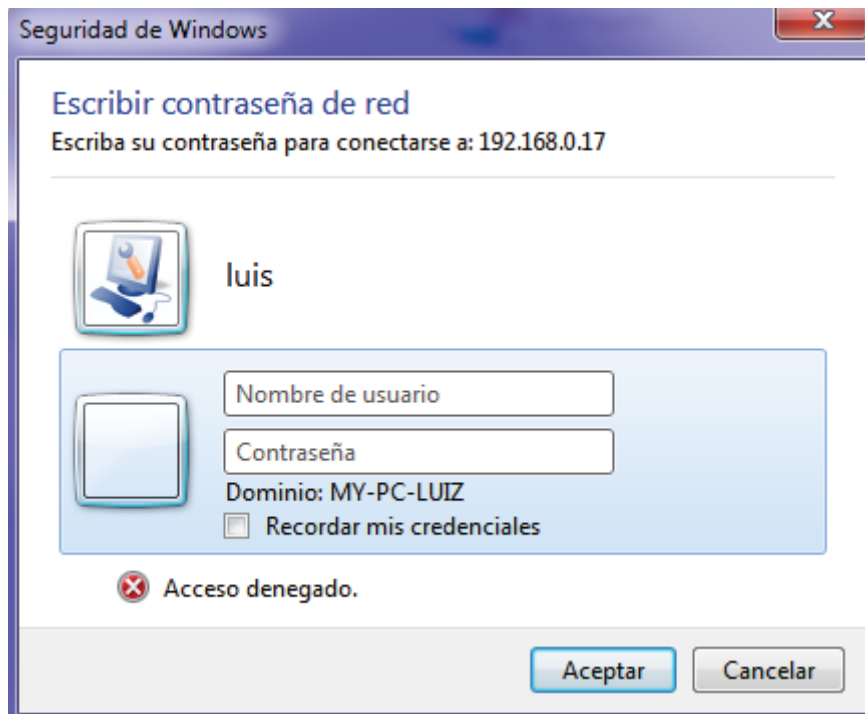 Seguridad de Windows
Escribir contraseña de red
Escriba su contraseña para conectarse a: 192.168.0.17
luis
Nombre de usuario
Contraseña
Dominio: MY-PC-LUIZ
Recordar mis credenciales
Acceso denegado.
Aceptar
Cancelar